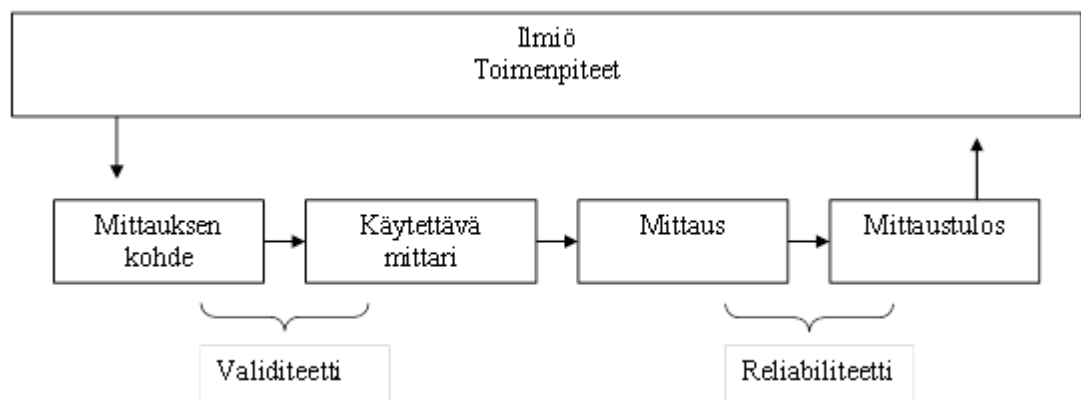 Ilmiö
Toimenpiteet
Mittauksen
kohde
Käytettävä
mittari
Mittaus
Mittaustulos
Validiteetti
Reliabiliteetti